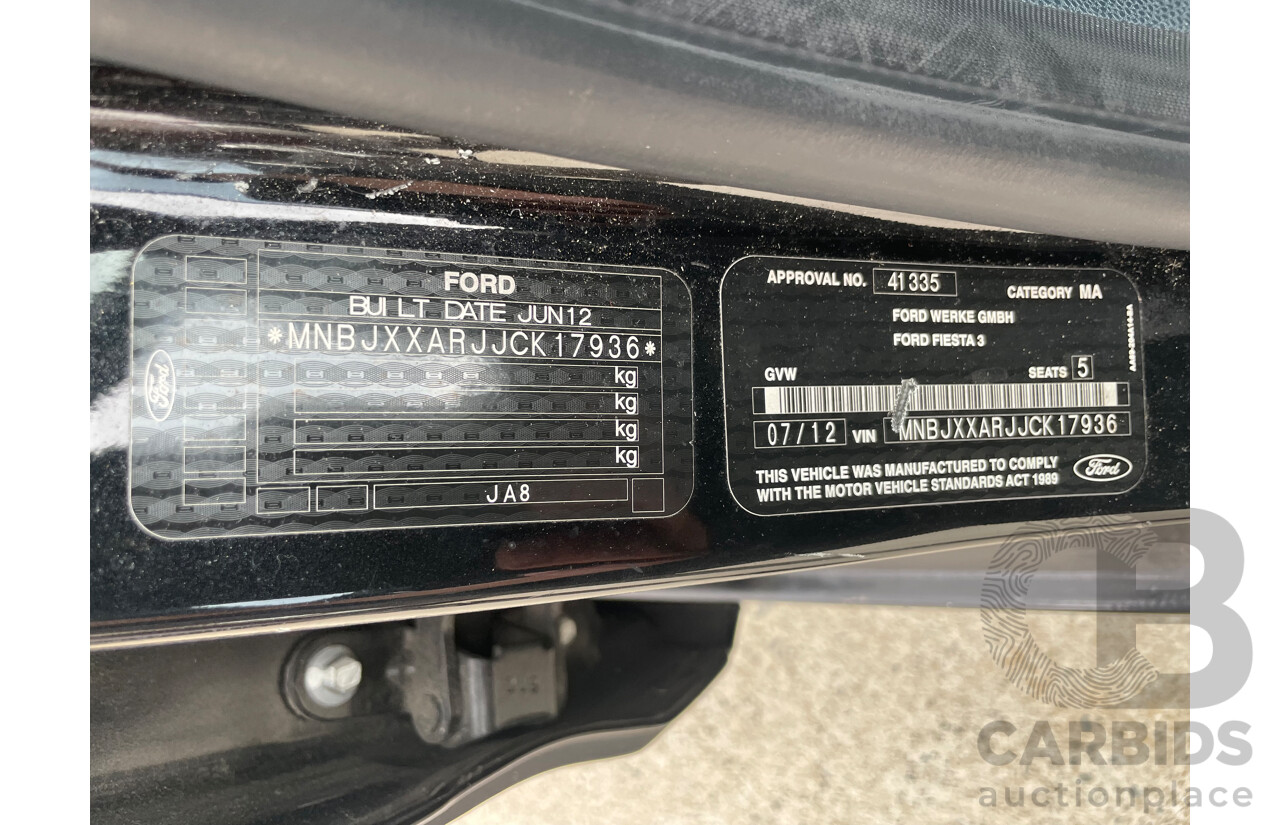 FORD
BUILT DATE JUN12
*MNBJXXARJJCK17936*
kg
kg
kg
kg
JA8
Ford
APPROVAL NO. 41335
CATEGORY MA
FORD WERKE GMBH
FORD FIESTA 3
GVW
SEATS 5
07/12 VIN MNBJXXARJJCK17936
THIS VEHICLE WAS MANUFACTURED TO COMPLY
WITH THE MOTOR VEHICLE STANDARDS ACT 1989
Ford
CB
CARBIDS
auctionplace